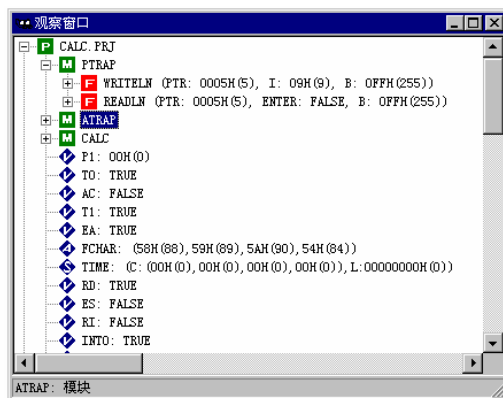 观察窗口
P CALC.PRJ
M PTRAP
F WRITELN (PTR: 0005H(5), I: 09H(9), B: 0FFH(255))
F READLN (PTR: 0005H(5), ENTER: FALSE, B: 0FFH(255))
M ATRAP
M CALC
V P1: 00H(0)
V T0: TRUE
V AC: FALSE
V T1: TRUE
V EA: TRUE
A FCHAR: (58H(88),59H(89),5AH(90),54H(84))
S TIME: (C: (00H(0),00H(0),00H(0),00H(0)),L:00000000H(0))
V RD: TRUE
V ES: FALSE
V RI: FALSE
V INT0: TRUE
ATRAP: 模块